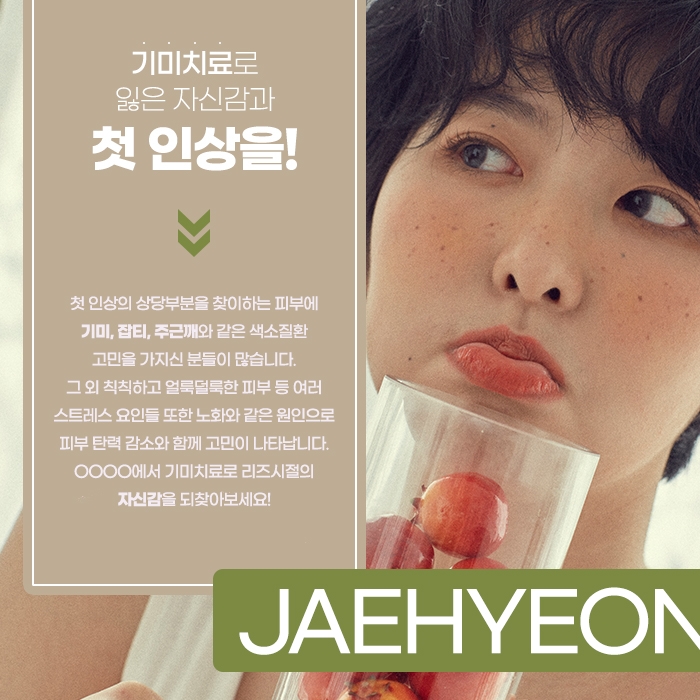 기미치료로
잃은 자신감과
첫 인상을!
첫 인상의 상당부분을 찾이하는 피부에
기미, 잡티, 주근깨와 같은 색소질환
고민을 가지신 분들이 많습니다.
그 외 칙칙하고 얼룩덜룩한 피부 등 여러
스트레스 요인들 또한 노화와 같은 원인으로
피부 탄력 감소와 함께 고민이 나타납니다.
OOOO에서 기미치료로 리즈시절의
자신감을 되찾아보세요!
JAEHYEON